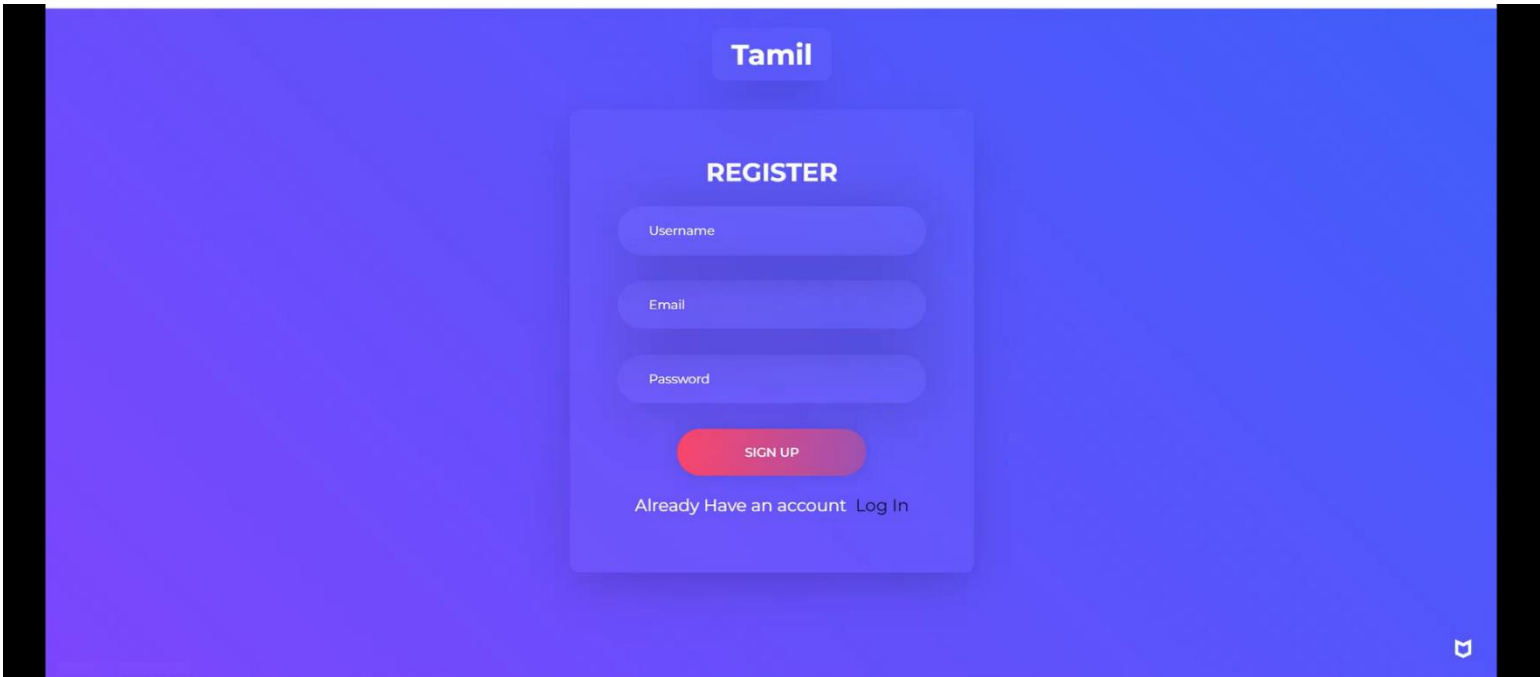 Tamil
REGISTER
Username
Email
Password
SIGN UP
Already Have an account Log In